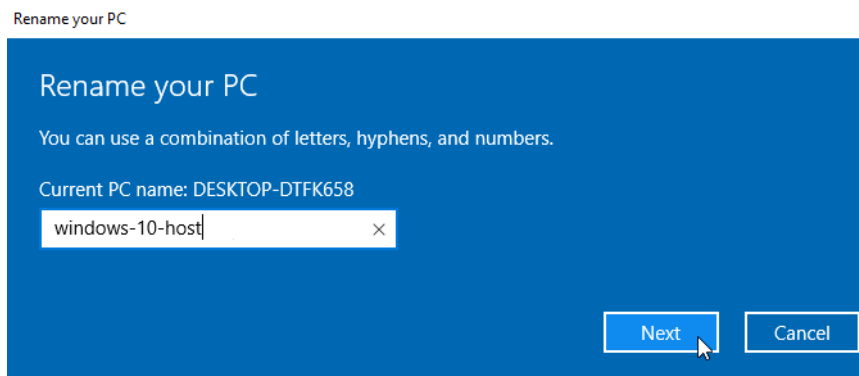 Rename your PC
Rename your PC
You can use a combination of letters, hyphens, and numbers.
Current PC name: DESKTOP-DTFK658
windows-10-host
Next
Cancel